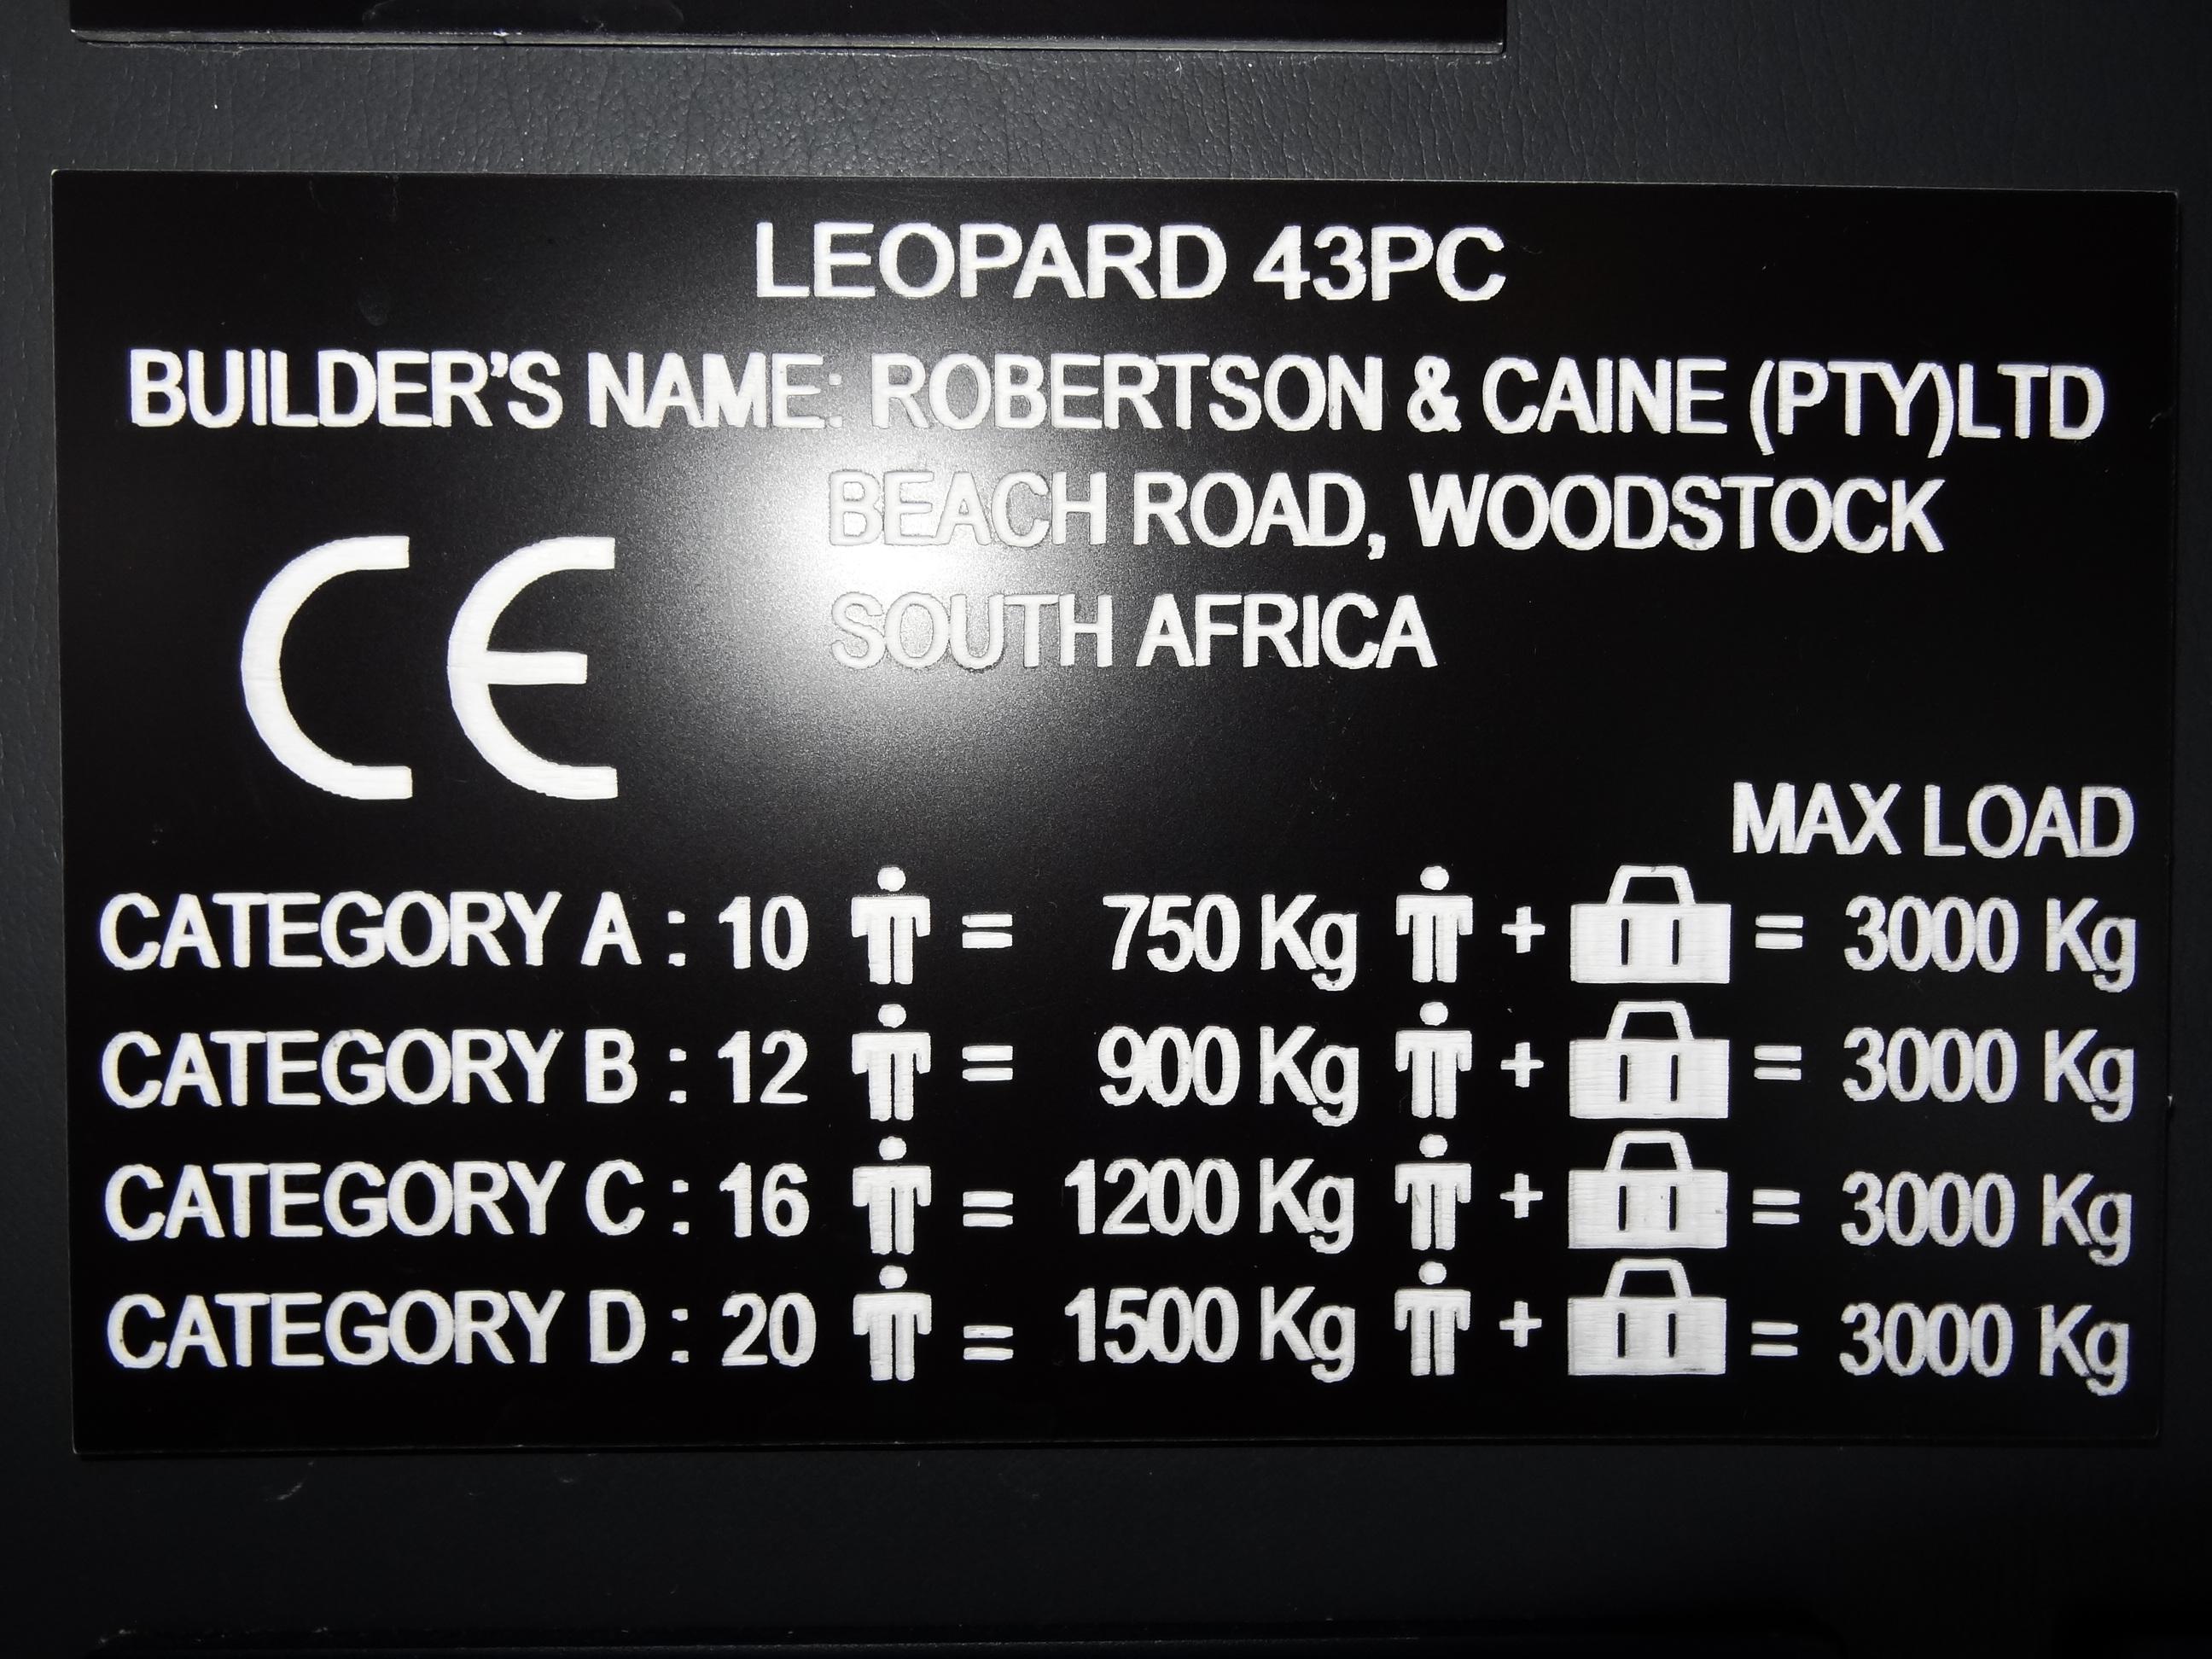 LEOPARD 43PC
BUILDER'S NAME: ROBERTSON & CAINE (PTY)LTD
BEACH ROAD, WOODSTOCK
SOUTH AFRICA
CE
MAX LOAD
CATEGORY A : 10 = 750 Kg + = 3000 Kg
CATEGORY B : 12 = 900 Kg + = 3000 Kg
CATEGORY C : 16 = 1200 Kg + = 3000 Kg
CATEGORY D : 20 = 1500 Kg + = 3000 Kg